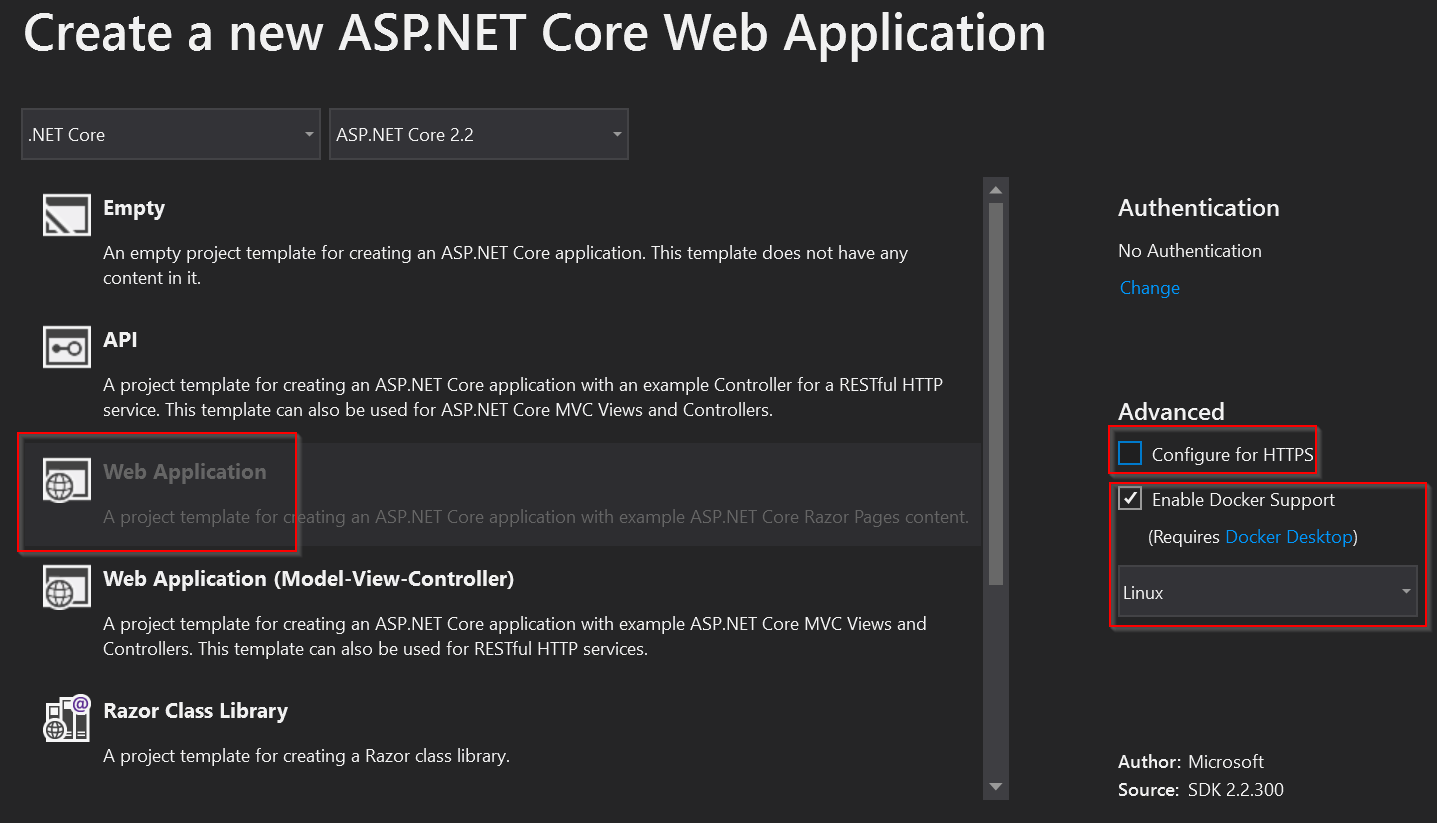 Create a new ASP.NET Core Web Application
.NET Core
ASP.NET Core 2.2
Empty
An empty project template for creating an ASP.NET Core application. This template does not have any
content in it.
API
A project template for creating an ASP.NET Core application with an example Controller for a RESTful HTTP
service. This template can also be used for ASP.NET Core MVC Views and Controllers.
Web Application
A project template for creating an ASP.NET Core application with example ASP.NET Core Razor Pages content.
Web Application (Model-View-Controller)
A project template for creating an ASP.NET Core application with example ASP.NET Core MVC Views and
Controllers. This template can also be used for RESTful HTTP services.
Razor Class Library
A project template for creating a Razor class library.
Authentication
No Authentication
Change
Advanced
Configure for HTTPS
Enable Docker Support
(Requires Docker Desktop)
Linux
Author: Microsoft
Source: SDK 2.2.300